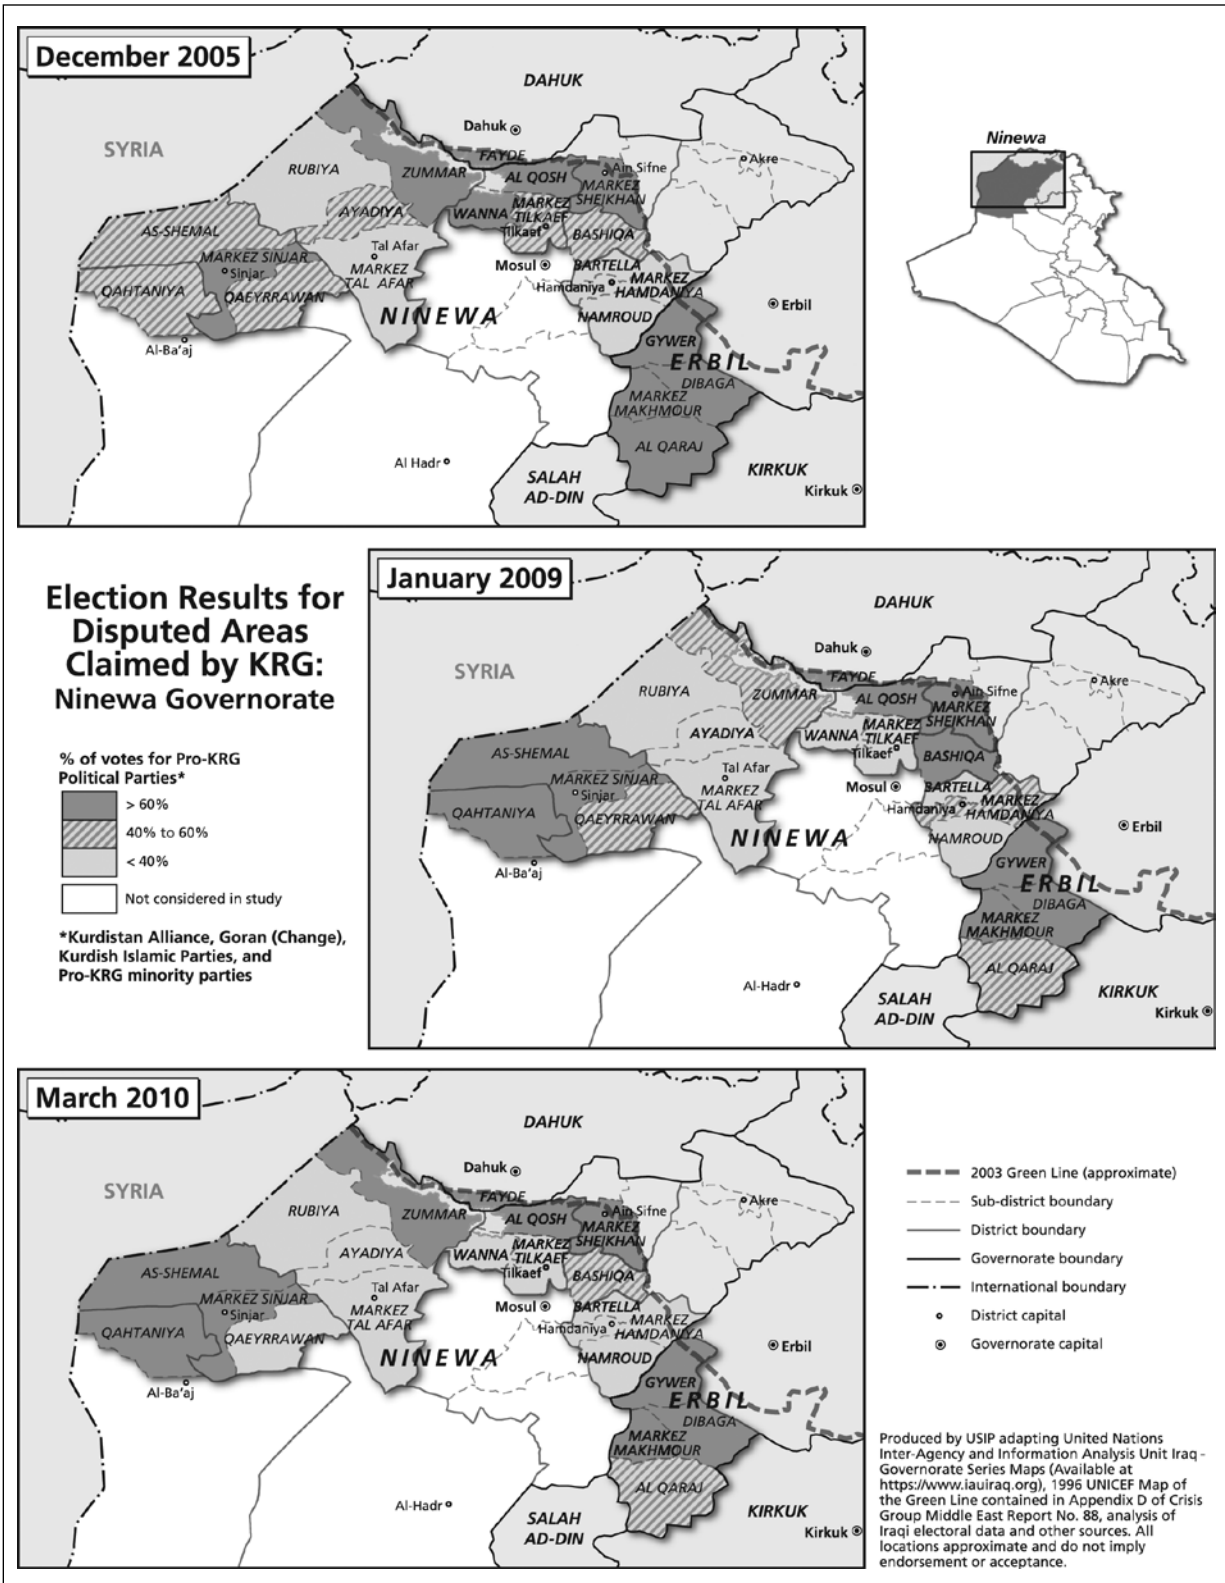 December 2005
DAHUK
SYRIA
Dahuk
FAYDE
Akre
RUBIYA
ZUMMAR
AL QOSH
Ain Sifne
MARKEZ
SHEIKHAN
AYADIYA
WANNA
MARKEZ
TILKAEF
Tilkaef
AS-SHEMAL
BASHIQA
Tal Afar
MARKEZ SINJAR
Sinjar
MARKEZ
TAL AFAR
Mosul
BARTELLA
Hamdaniya
MARKEZ
HAMDANIYA
QAHTANIYA
QAEYRRAWAN
NINEWA
NAMROUD
Erbil
Al-Ba'aj
GYWER
ERBIL
DIBAGA
MARKEZ
MAKHMOUR
AL QARAJ
Al Hadr
SALAH
AD-DIN
KIRKUK
Kirkuk
Ninewa
Election Results for
Disputed Areas
Claimed by KRG:
Ninewa Governorate
% of votes for Pro-KRG
Political Parties*
> 60%
40% to 60%
< 40%
Not considered in study
*Kurdistan Alliance, Goran (Change),
Kurdish Islamic Parties, and
Pro-KRG minority parties
January 2009
DAHUK
SYRIA
Dahuk
FAYDE
Akre
RUBIYA
ZUMMAR
AL QOSH
Ain Sifne
MARKEZ
SHEIKHAN
AYADIYA
WANNA
MARKEZ
TILKAEF
Tilkaef
AS-SHEMAL
BASHIQA
Tal Afar
MARKEZ SINJAR
Sinjar
MARKEZ
TAL AFAR
Mosul
BARTELLA
Hamdaniya
MARKEZ
HAMDANIYA
QAHTANIYA
QAEYRRAWAN
NINEWA
NAMROUD
Erbil
Al-Ba'aj
GYWER
ERBIL
DIBAGA
MARKEZ
MAKHMOUR
AL QARAJ
Al-Hadr
SALAH
AD-DIN
KIRKUK
Kirkuk
March 2010
DAHUK
SYRIA
Dahuk
FAYDE
Akre
RUBIYA
ZUMMAR
AL QOSH
Ain Sifne
MARKEZ
SHEIKHAN
AYADIYA
WANNA
MARKEZ
TILKAEF
Tilkaef
AS-SHEMAL
BASHIQA
Tal Afar
MARKEZ SINJAR
Sinjar
MARKEZ
TAL AFAR
Mosul
BARTELLA
Hamdaniya
MARKEZ
HAMDANIYA
QAHTANIYA
QAEYRRAWAN
NINEWA
NAMROUD
Erbil
Al-Ba'aj
GYWER
ERBIL
DIBAGA
MARKEZ
MAKHMOUR
AL QARAJ
Al-Hadr
SALAH
AD-DIN
KIRKUK
Kirkuk
2003 Green Line (approximate)
Sub-district boundary
District boundary
Governorate boundary
International boundary
District capital
Governorate capital
Produced by USIP adapting United Nations
Inter-Agency and Information Analysis Unit Iraq -
Governorate Series Maps (Available at
https://www.iauiraq.org), 1996 UNICEF Map of
the Green Line contained in Appendix D of Crisis
Group Middle East Report No. 88, analysis of
Iraqi electoral data and other sources. All
locations approximate and do not imply
endorsement or acceptance.